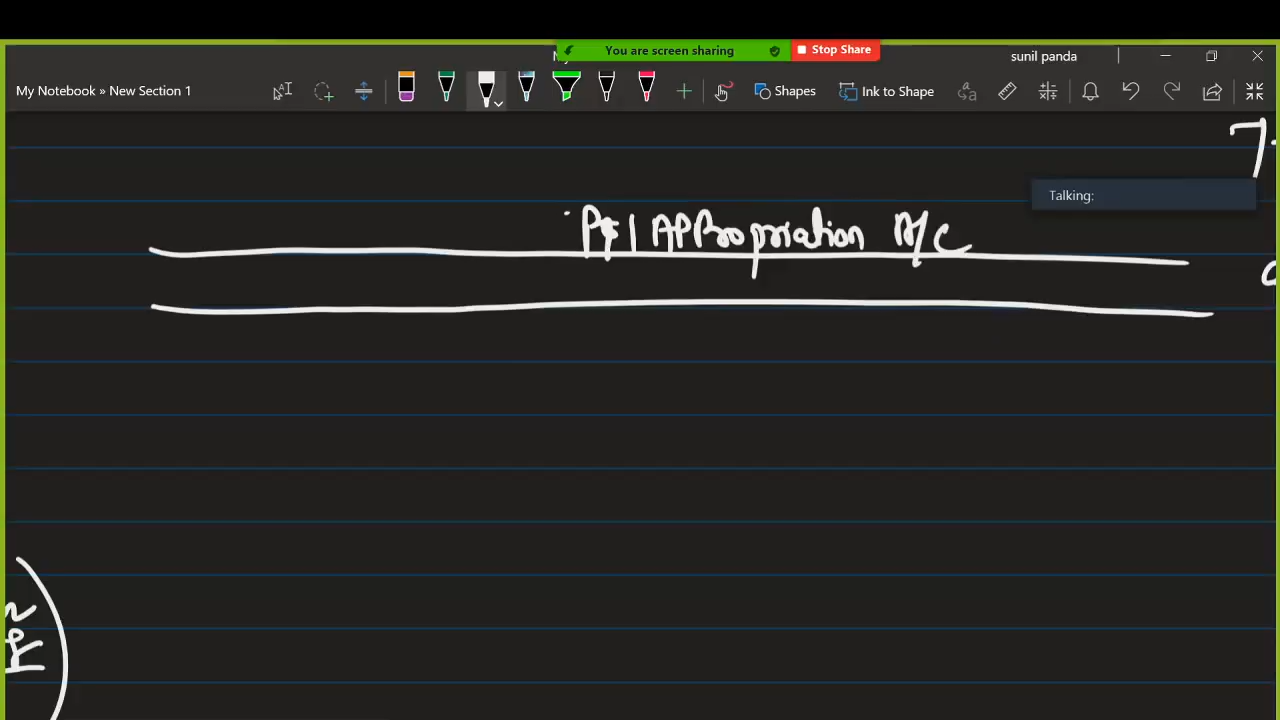 You are screen sharing
Stop Share
sunil panda
My Notebook » New Section 1
Shapes
Ink to Shape
Talking:
P&l Appropriation A/C